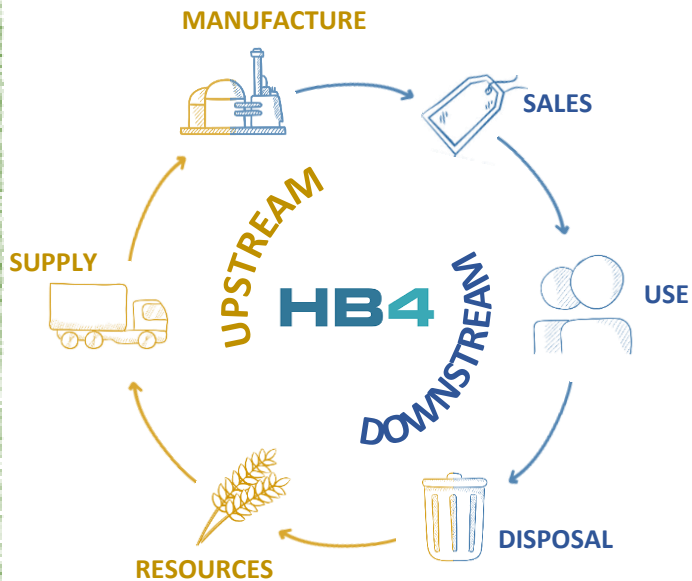 MANUFACTURE
SALES
UPSTREAM
SUPPLY
HB4
DOWNSTREAM
USE
DISPOSAL
RESOURCES